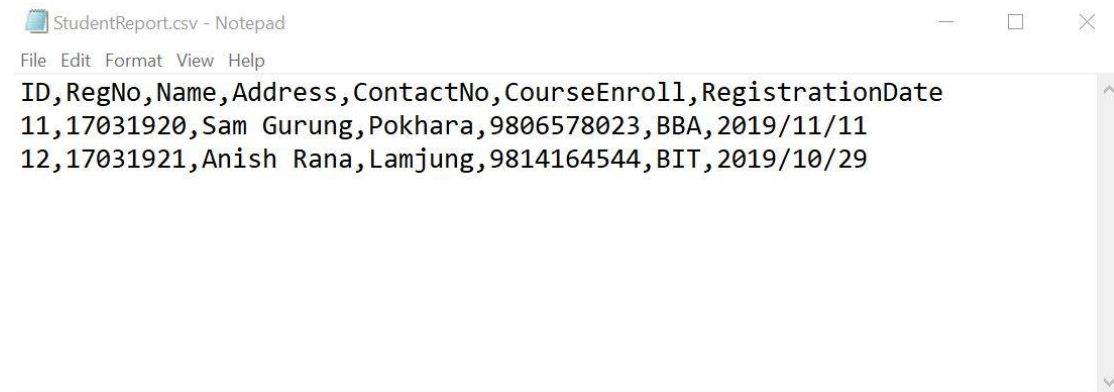 StudentReport.csv - Notepad
File Edit Format View Help
ID,RegNo,Name,Address,ContactNo,CourseEnroll,RegistrationDate
11,17031920,Sam Gurung,Pokhara,9806578023,BBA,2019/11/11
12,17031921,Anish Rana,Lamjung,9814164544,BIT,2019/10/29